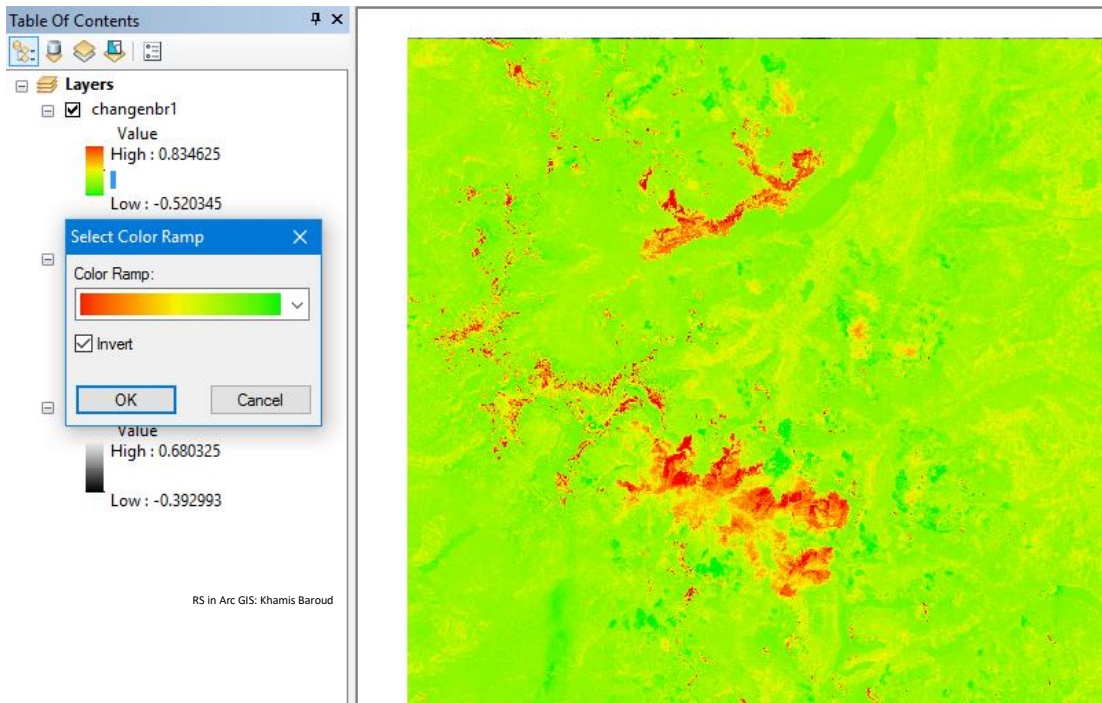 Table Of Contents
Layers
changenbr1
Value
High : 0.834625
Low : -0.520345
Select Color Ramp
Color Ramp:
Invert
OK
Cancel
Value
High : 0.680325
Low : -0.392993
RS in Arc GIS: Khamis Baroud